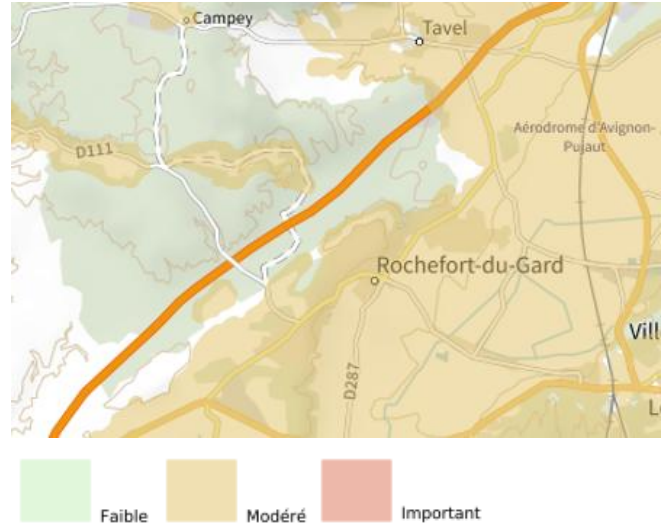 Campey
Tavel
Aérodrome d'Avignon-
Pujaut
D111
Rochefort-du-Gard
Vill
D287
L
Faible
Modéré
Important